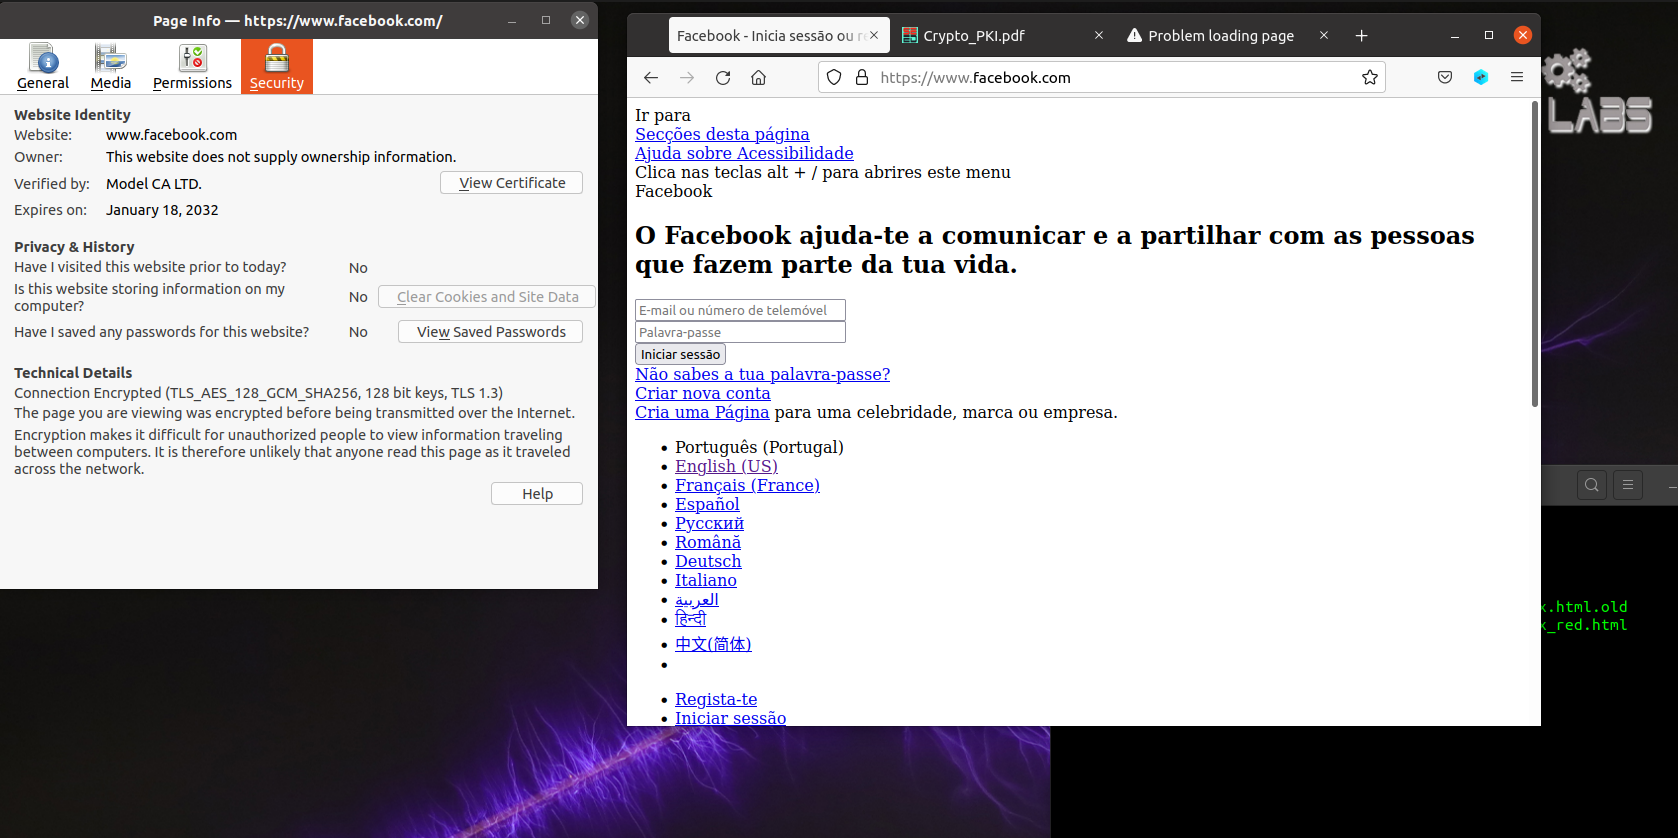 Page Info — https://www.facebook.com/
General
Media
Permissions
Security
Website Identity
Website: www.facebook.com
Owner: This website does not supply ownership information.
Verified by: Model CA LTD.
View Certificate
Expires on: January 18, 2032
Privacy & History
Have I visited this website prior to today? No
Is this website storing information on my
computer?
No
Clear Cookies and Site Data
Have I saved any passwords for this website? No
View Saved Passwords
Technical Details
Connection Encrypted (TLS_AES_128_GCM_SHA256, 128 bit keys, TLS 1.3)
The page you are viewing was encrypted before being transmitted over the Internet.
Encryption makes it difficult for unauthorized people to view information traveling
between computers. It is therefore unlikely that anyone read this page as it traveled
across the network.
Help
Facebook - Inicia sessão ou re
Crypto_PKI.pdf
Problem loading page
https://www.facebook.com
Ir para
Secções desta página
Ajuda sobre Acessibilidade
Clica nas teclas alt + / para abrires este menu
Facebook
O Facebook ajuda-te a comunicar e a partilhar com as pessoas
que fazem parte da tua vida.
E-mail ou número de telemóvel
Palavra-passe
Iniciar sessão
Não sabes a tua palavra-passe?
Criar nova conta
Cria uma Página para uma celebridade, marca ou empresa.
Português (Portugal)
English (US)
Français (France)
Español
Русский
Română
Deutsch
Italiano
العربية
हिन्दी
中文(简体)
Regista-te
Iniciar sessão
LABS
x.html.old
x_red.html